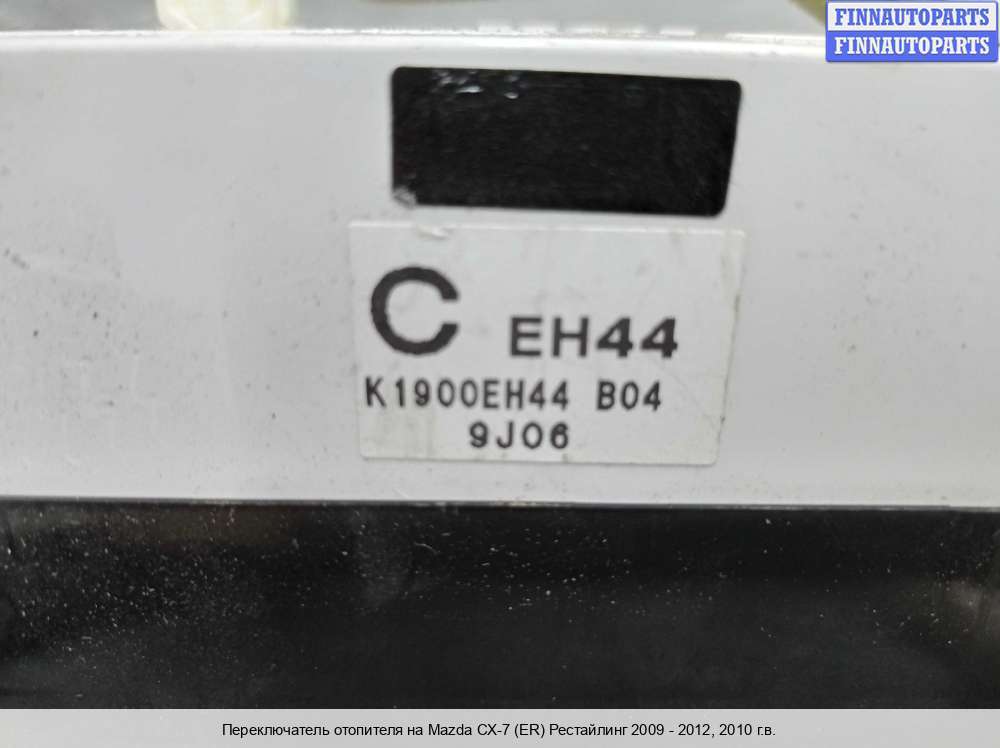 FINNAUTOPARTS
FINNAUTOPARTS
C EH44
K1900EH44 B04
9J06
Переключатель отопителя на Mazda CX-7 (ER) Рестайлинг 2009 - 2012, 2010 г.в.